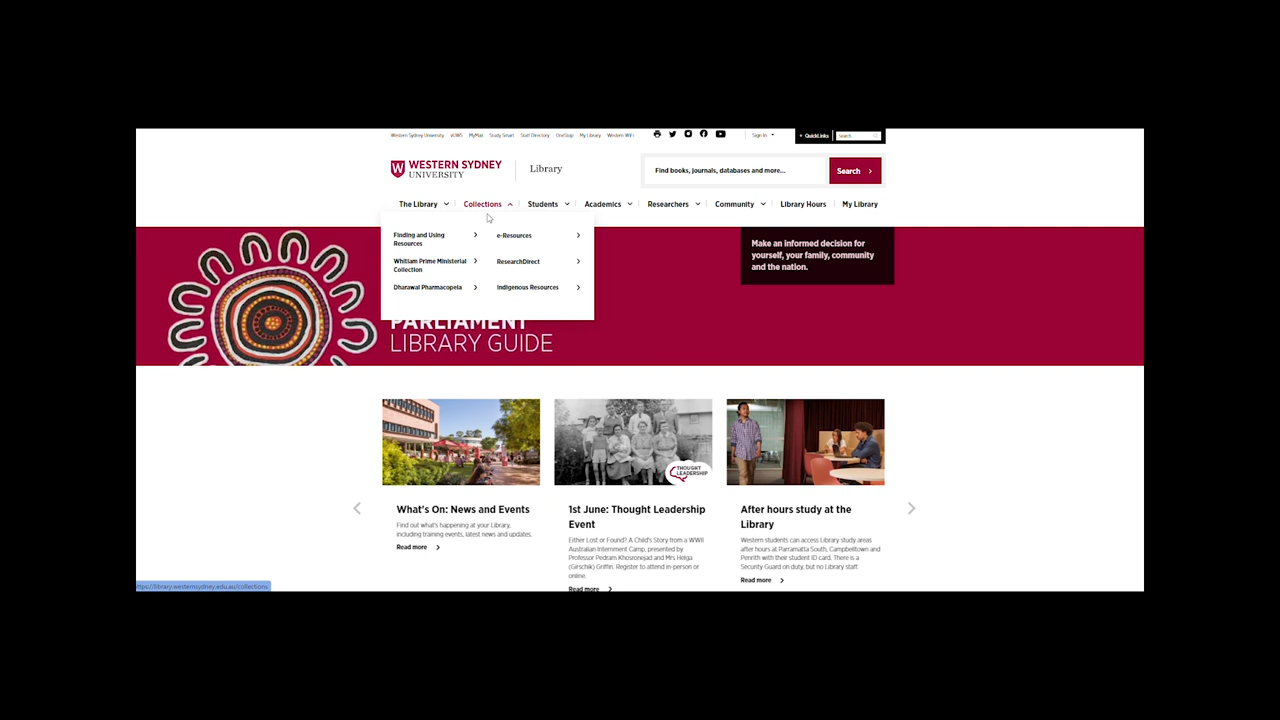 Western Sydney University vUWS MyMail Study Smart Staff Directory OneStop My Library Western Wifi Sign In QuickLinks Search
WESTERN SYDNEY
UNIVERSITY
Library
Find books, journals, databases and more... Search
The Library Collections Students Academics Researchers Community Library Hours My Library
Finding and Using
Resources
e-Resources
Whitlam Prime Ministerial
Collection
ResearchDirect
Dharawal Pharmacopeia
Indigenous Resources
Make an informed decision for
yourself, your family, community
and the nation.
PARLIAMENT
LIBRARY GUIDE
THOUGHT
LEADERSHIP
What's On: News and Events
Find out what's happening at your Library,
including training events, latest news and updates.
Read more
1st June: Thought Leadership
Event
Either Lost or Found? A Child's Story from a WWII
Australian Internment Camp, presented by
Professor Pedram Khosronejad and Mrs Helga
(Girschik) Griffin. Register to attend in-person or
online.
Read more
After hours study at the
Library
Western students can access Library study areas
after hours at Parramatta South, Campbelltown and
Penrith with their student ID card. There is a
Security Guard on duty, but no Library staff.
Read more
ttps://library.westernsydney.edu.au/collections